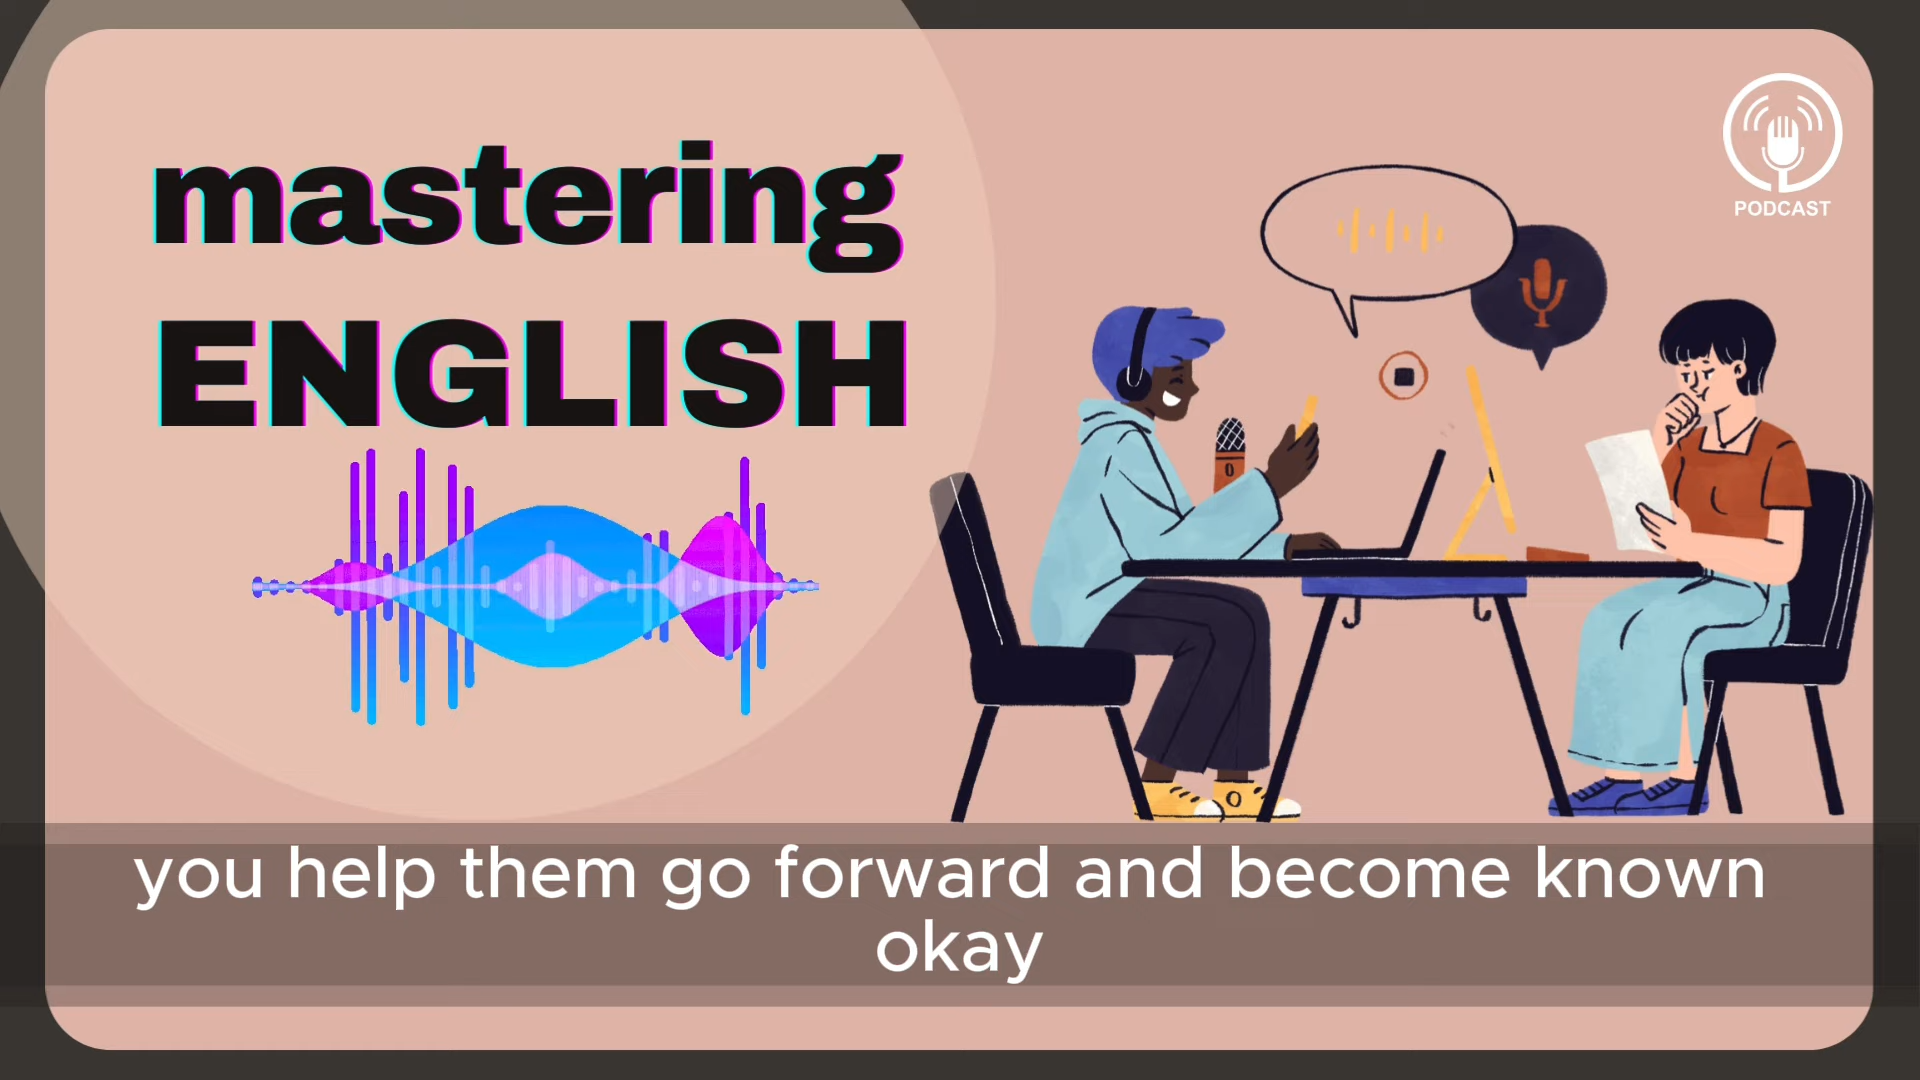 mastering
ENGLISH
PODCAST
you help them go forward and become known
okay